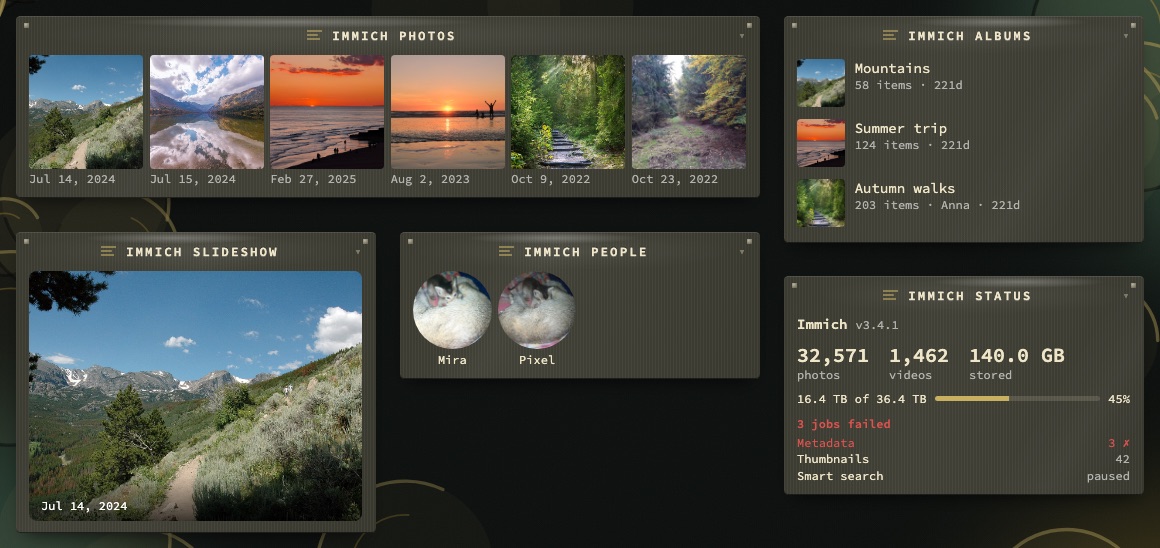 IMMICH PHOTOS
Jul 14, 2024
Jul 15, 2024
Feb 27, 2025
Aug 2, 2023
Oct 9, 2022
Oct 23, 2022
IMMICH ALBUMS
Mountains
58 items · 221d
Summer trip
124 items · 221d
Autumn walks
203 items · Anna · 221d
IMMICH SLIDESHOW
Jul 14, 2024
IMMICH PEOPLE
Mira
Pixel
IMMICH STATUS
Immich v3.4.1
32,571 1,462 140.0 GB
photos videos stored
16.4 TB of 36.4 TB 45%
3 jobs failed
Metadata 3 ✗
Thumbnails 42
Smart search paused